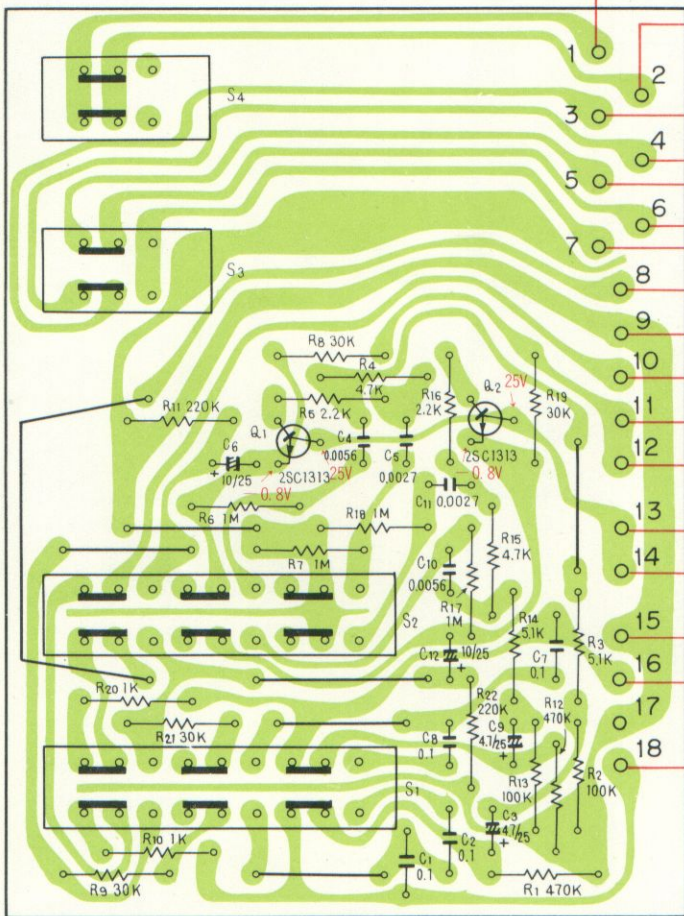 1
2
S4
3
4
5
6
7
S3
8
9
R8 30K
R4
4.7K
10
R16
2.2K
Q2
25V
R19
30K
R5 2.2K
R11 220K
11
Q1
C4
0.0056
C5
0.0027
C6
+ 10/25
2SC1313
25V
0.8V
2SC1313
0.8V
12
C11 0.0027
R6 1M
R18 1M
13
R15
4.7K
R7 1M
C10
0.0056
14
R17
1M
S2
R14
5.1K
C7
0.1
R3
5.1K
15
C12
10/25
+
16
R20 1K
R22
220K
R12
470K
17
R21 30K
C8
0.1
4.7/25
C9
+
18
R13
100K
R2
100K
S1
C3
4.7/25
+
R10 1K
C1
0.1
C2
0.1
R9 30K
R1 470K